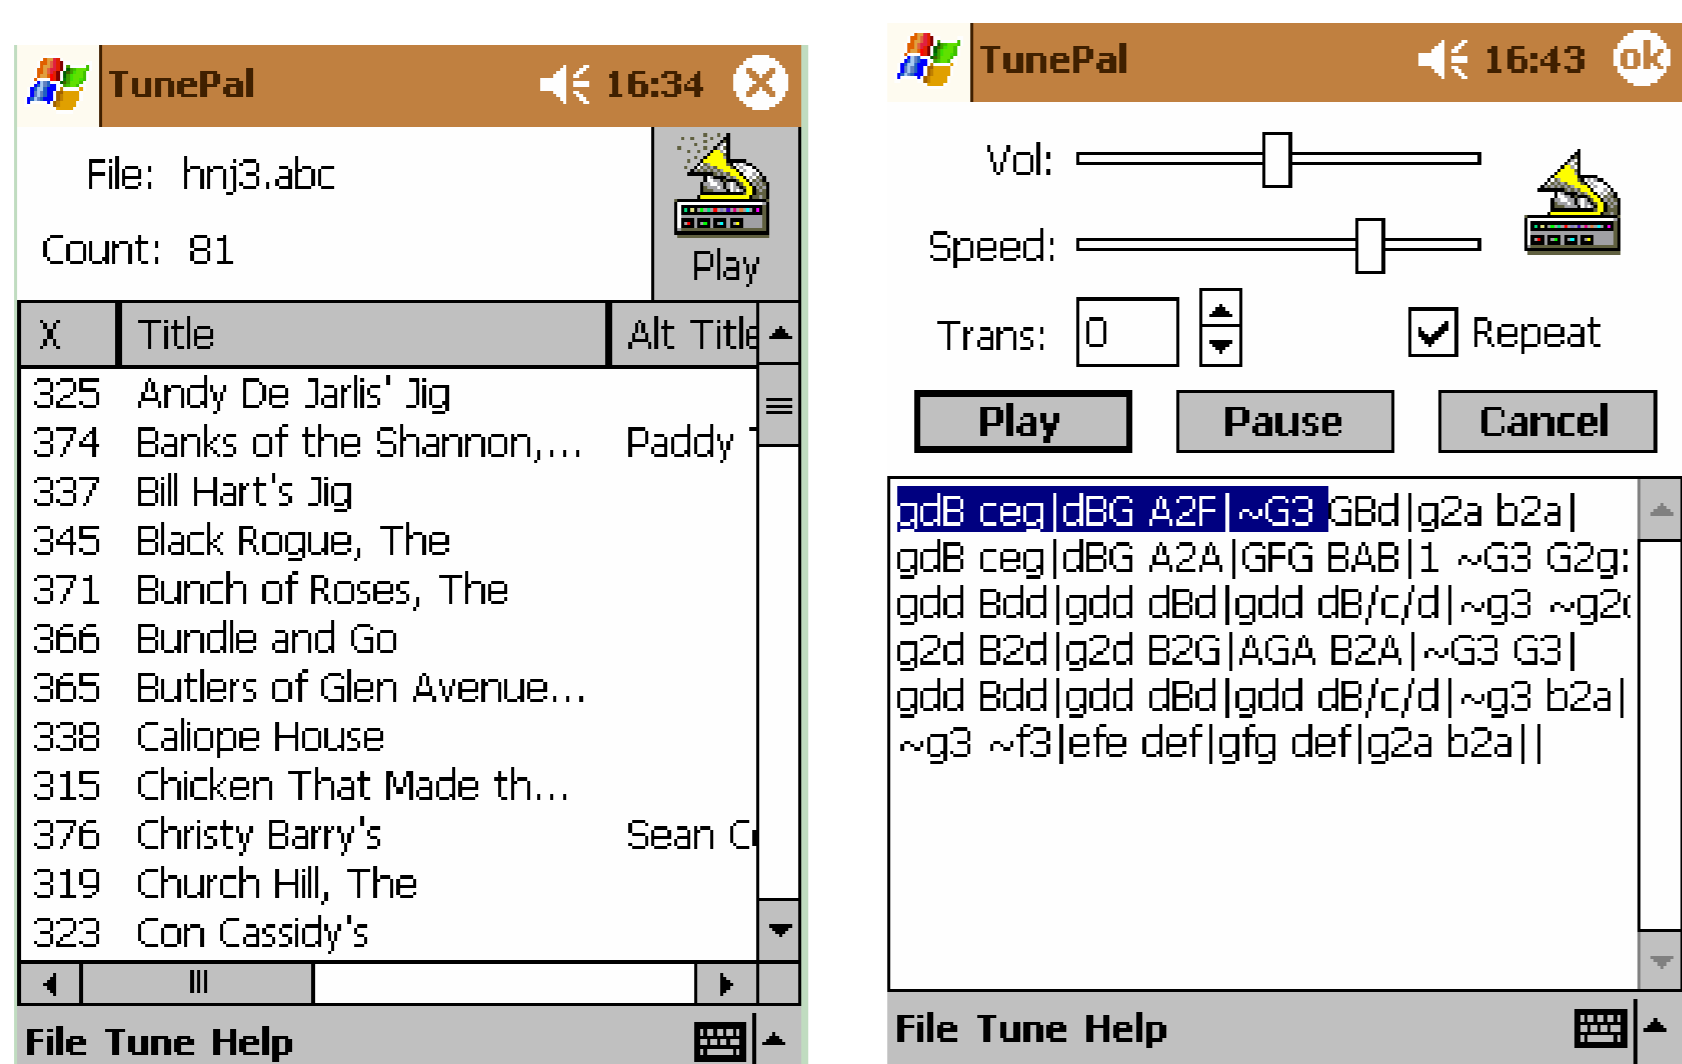 TunePal 16:34
File: hnj3.abc
Count: 81
Play
X Title Alt Title
325 Andy De Jarlis' Jig
374 Banks of the Shannon,... Paddy
337 Bill Hart's Jig
345 Black Rogue, The
371 Bunch of Roses, The
366 Bundle and Go
365 Butlers of Glen Avenue...
338 Caliope House
315 Chicken That Made th...
376 Christy Barry's Sean
319 Church Hill, The
323 Con Cassidy's
File Tune Help
TunePal 16:43 ok
Vol:
Speed:
Trans: 0 Repeat
Play Pause Cancel
gdB ceg|dBG A2F|~G3 GBd|g2a b2a|
gdB ceg|dBG A2A|GFG BAB|1 ~G3 G2g:
gdd Bdd|gdd dBd|gdd dB/c/d|~g3
g2d B2d|g2d B2G|AGA B2A|~G3 G3|
gdd Bdd|gdd dBd|gdd dB/c/d|~g3 b2a|
~g3 ~f3|efe def|gfg def|g2a b2a||
File Tune Help